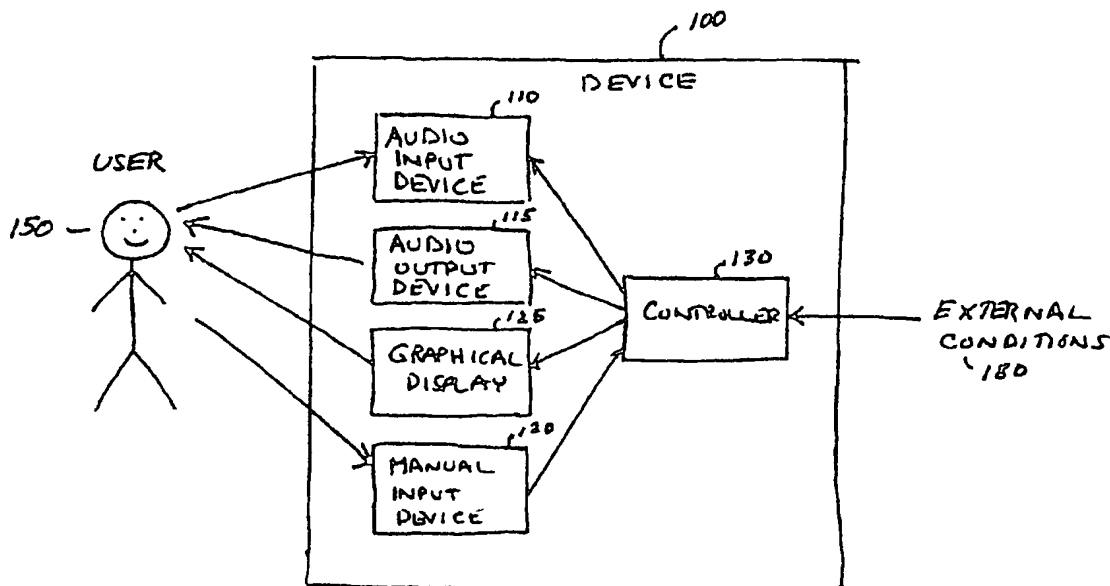 100
DEVICE
110
AUDIO
INPUT
DEVICE
USER
150
115
AUDIO
OUTPUT
DEVICE
130
CONTROLLER
EXTERNAL
CONDITIONS
180
125
GRAPHICAL
DISPLAY
120
MANUAL
INPUT
DEVICE